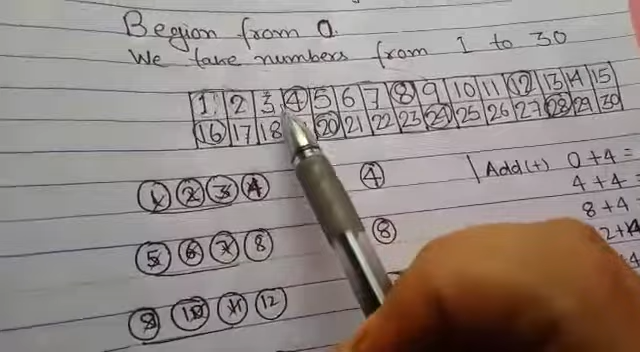 Begion from 0.
We take numbers from 1 to 30
1 2 3 4 5 6 7 8 9 10 11 12 13 14 15
16 17 18 20 21 22 23 24 25 26 27 28 29 30
1 2 3 4 4 Add(+) 0+4=
4+4=
8+4
5 6 7 8 8
9 10 11 12